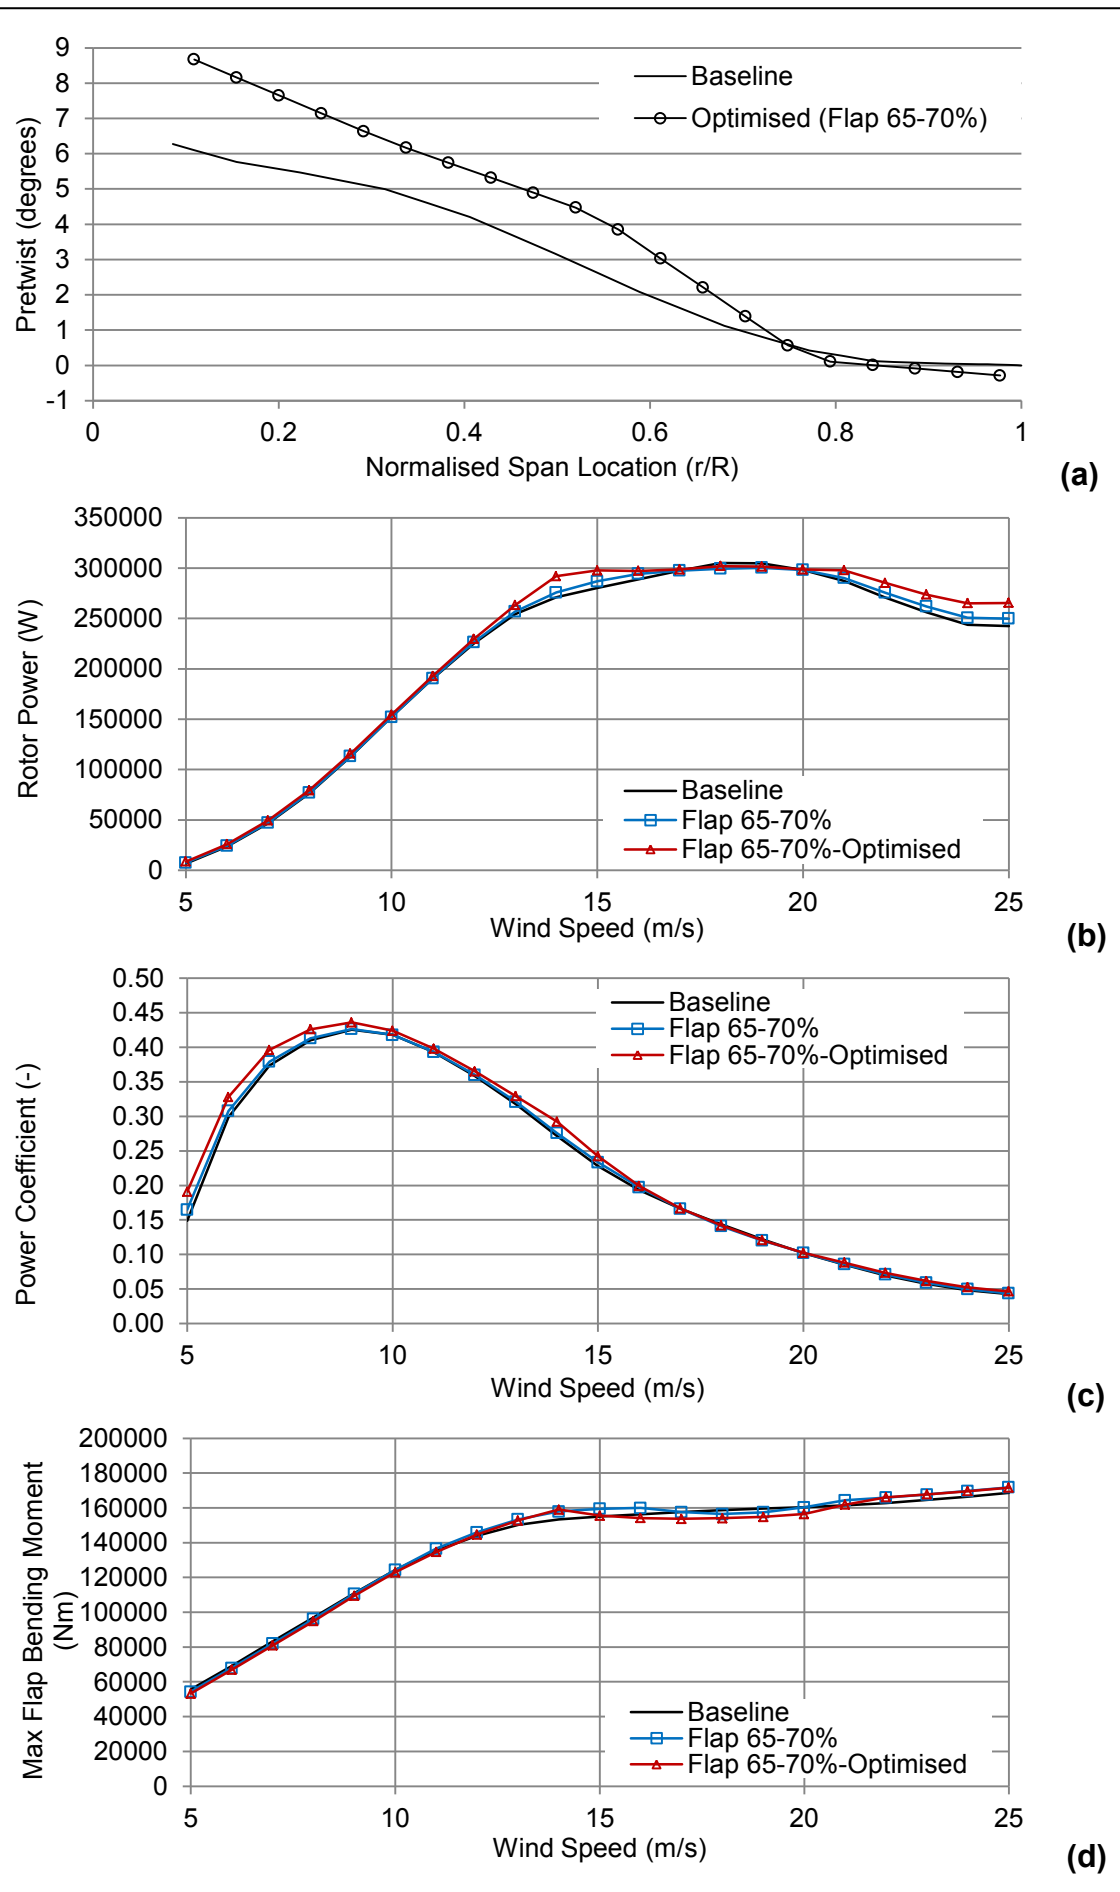 9
8
7
6
5
4
3
2
1
0
-1
Pretwist (degrees)
Baseline
Optimised (Flap 65-70%)
0 0.2 0.4 0.6 0.8 1
Normalised Span Location (r/R)
(a)
350000
300000
250000
200000
150000
100000
50000
0
Rotor Power (W)
Baseline
Flap 65-70%
Flap 65-70%-Optimised
5 10 15 20 25
Wind Speed (m/s)
(b)
0.50
0.45
0.40
0.35
0.30
0.25
0.20
0.15
0.10
0.05
0.00
Power Coefficient (-)
Baseline
Flap 65-70%
Flap 65-70%-Optimised
5 10 15 20 25
Wind Speed (m/s)
(c)
200000
180000
160000
140000
120000
100000
80000
60000
40000
20000
0
Max Flap Bending Moment
(Nm)
Baseline
Flap 65-70%
Flap 65-70%-Optimised
5 10 15 20 25
Wind Speed (m/s)
(d)